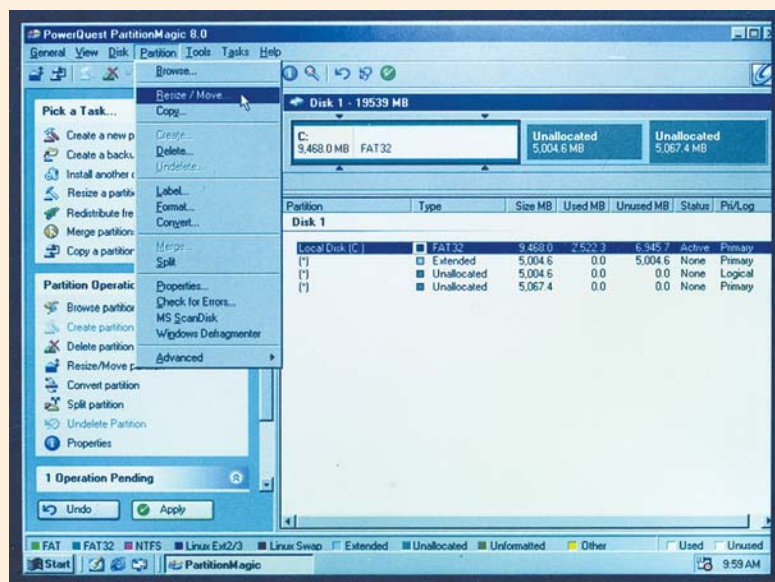 PowerQuest PartitionMagic 8.0
General View Disk Partition Tools Tasks Help
Browse...
Resize / Move...
Copy...
Create...
Delete...
Undelete...
Label...
Format...
Convert...
Merge...
Split
Properties...
Check for Errors...
MS ScanDisk
Windows Defragmenter
Advanced
Pick a Task...
Create a new p
Create a backu
Install another
Resize a partiti
Redistribute fre
Merge partition
Copy a partition
Partition Operatio
Browse partition
Create partition
Delete partition
Resize/Move p
Convert partition
Split partition
Undelete Partition
Properties
1 Operation Pending
Undo Apply
Disk 1 - 19539 MB
C:
9,468.0 MB FAT32
Unallocated
5,004.6 MB
Unallocated
5,067.4 MB
Partition Type Size MB Used MB Unused MB Status Pri/Log
Disk 1
Local Disk (C:) FAT32 9,468.0 2,522.3 6,945.7 Active Primary
(*) Extended 5,004.6 0.0 5,004.6 None Primary
(*) Unallocated 5,004.6 0.0 0.0 None Logical
(*) Unallocated 5,067.4 0.0 0.0 None Primary
FAT FAT32 NTFS Linux Ext2/3 Linux Swap Extended Unallocated Unformatted Other Used Unused
Start PartitionMagic 9:59 AM